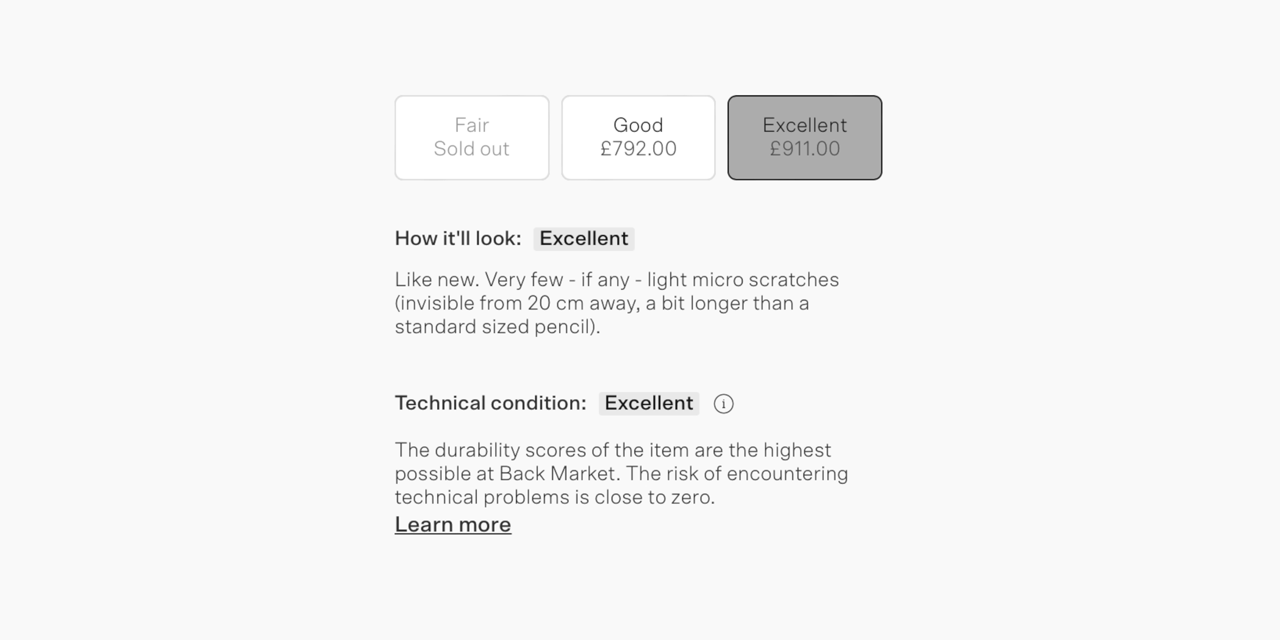 Fair
Sold out
Good
£792.00
Excellent
£911.00
How it'll look: Excellent
Like new. Very few - if any - light micro scratches
(invisible from 20 cm away, a bit longer than a
standard sized pencil).
Technical condition: Excellent
The durability scores of the item are the highest
possible at Back Market. The risk of encountering
technical problems is close to zero.
Learn more